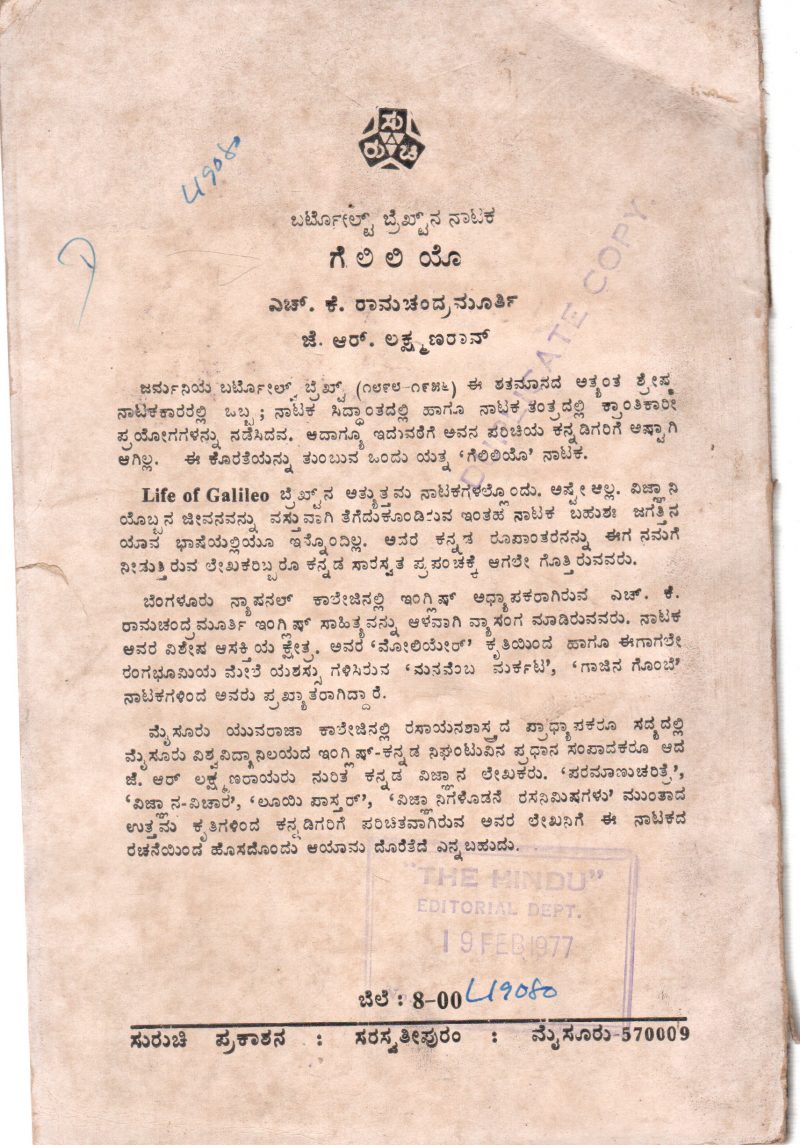 ಸು
ರು ಚಿ
L19080
D
ಬರ್ಟೋಲ್ಟ್ ಬ್ರೆಖ್ಟ್‌ನ ನಾಟಕ
ಗೆಲಿಲಿಯೊ
ಎಚ್. ಕೆ. ರಾಮಚಂದ್ರಮೂರ್ತಿ
ಜೆ. ಆರ್. ಲಕ್ಷ್ಮಣರಾವ್
DUPLICATE COPY
ಜರ್ಮನಿಯ ಬರ್ಟೋಲ್ಟ್ ಬ್ರೆಖ್ಟ್ (೧೮೯೮-೧೯೫೬) ಈ ಶತಮಾನದ ಅತ್ಯಂತ ಶ್ರೇಷ್ಠ
ನಾಟಕಕಾರರಲ್ಲಿ ಒಬ್ಬ; ನಾಟಕ ಸಿದ್ಧಾಂತದಲ್ಲಿ ಹಾಗೂ ನಾಟಕ ತಂತ್ರದಲ್ಲಿ ಕ್ರಾಂತಿಕಾರೀ
ಪ್ರಯೋಗಗಳನ್ನು ನಡೆಸಿದವ. ಆದಾಗ್ಯೂ ಇದುವರೆಗೆ ಅವನ ಪರಿಚಿಯ ಕನ್ನಡಿಗರಿಗೆ ಅಷ್ಟಾಗಿ
ಆಗಿಲ್ಲ. ಈ ಕೊರತೆಯನ್ನು ತುಂಬುವ ಒಂದು ಯತ್ನ 'ಗೆಲಿಲಿಯೊ' ನಾಟಕ.
Life of Galileo ಬ್ರೆಖ್ಟ್‌ನ ಅತ್ಯುತ್ತಮ ನಾಟಕಗಳಲ್ಲೊಂದು. ಅಷ್ಟೇ ಅಲ್ಲ. ವಿಜ್ಞಾನಿ
ಯೊಬ್ಬನ ಜೀವನವನ್ನು ವಸ್ತುವಾಗಿ ತೆಗೆದುಕೊಂಡಿರುವ ಇಂತಹ ನಾಟಕ ಬಹುಶಃ ಜಗತ್ತಿನ
ಯಾವ ಭಾಷೆಯಲ್ಲಿಯೂ ಇನ್ನೊಂದಿಲ್ಲ. ಅದರ ಕನ್ನಡ ರೂಪಾಂತರನನ್ನು ಈಗ ನಮಗೆ
ನೀಡುತ್ತಿರುವ ಲೇಖಕರಿಬ್ಬರೂ ಕನ್ನಡ ಸಾರಸ್ವತ ಪ್ರಪಂಚಕ್ಕೆ ಆಗಲೇ ಗೊತ್ತಿರುವವರು.
ಬೆಂಗಳೂರು ನ್ಯಾಷನಲ್ ಕಾಲೇಜಿನಲ್ಲಿ ಇಂಗ್ಲಿಷ್ ಅಧ್ಯಾಪಕರಾಗಿರುವ ಎಚ್. ಕೆ.
ರಾಮಚಂದ್ರಮೂರ್ತಿ ಇಂಗ್ಲಿಷ್ ಸಾಹಿತ್ಯವನ್ನು ಆಳವಾಗಿ ವ್ಯಾಸಂಗ ಮಾಡಿರುವವರು. ನಾಟಕ
ಅವರ ವಿಶೇಷ ಆಸಕ್ತಿಯ ಕ್ಷೇತ್ರ. ಅವರ 'ಮೋಲಿಯೇರ್' ಕೃತಿಯಿಂದ ಹಾಗೂ ಈಗಾಗಲೇ
ರಂಗಭೂಮಿಯ ಮೇಲೆ ಯಶಸ್ಸು ಗಳಿಸಿರುವ 'ಮನವೆಂಬ ಮರ್ಕಟ', 'ಗಾಜಿನ ಗೊಂಬೆ'
ನಾಟಕಗಳಿಂದ ಅವರು ಪ್ರಖ್ಯಾತರಾಗಿದ್ದಾರೆ.
ಮೈಸೂರು ಯುವರಾಜಾ ಕಾಲೇಜಿನಲ್ಲಿ ರಸಾಯನಶಾಸ್ತ್ರದ ಪ್ರಾಧ್ಯಾಪಕರೂ ಸದ್ಯದಲ್ಲಿ
ಮೈಸೂರು ವಿಶ್ವವಿದ್ಯಾನಿಲಯದ ಇಂಗ್ಲಿಷ್-ಕನ್ನಡ ನಿಘಂಟುವಿನ ಪ್ರಧಾನ ಸಂಪಾದಕರೂ ಆದ
ಜೆ. ಆರ್ ಲಕ್ಷ್ಮಣರಾಯರು ನುರಿತ ಕನ್ನಡ ವಿಜ್ಞಾನ ಲೇಖಕರು. 'ಪರಮಾಣುಚರಿತ್ರೆ',
'ವಿಜ್ಞಾನ-ವಿಚಾರ', 'ಲೂಯಿ ಪಾಸ್ತರ್', 'ವಿಜ್ಞಾನಿಗಳೊಡನೆ ರಸನಿಮಿಷಗಳು' ಮುಂತಾದ
ಉತ್ತಮ ಕೃತಿಗಳಿಂದ ಕನ್ನಡಿಗರಿಗೆ ಪರಿಚಿತವಾಗಿರುವ ಅವರ ಲೇಖನಿಗೆ ಈ ನಾಟಕದ
ರಚನೆಯಿಂದ ಹೊಸದೊಂದು ಆಯಾಮ ದೊರೆತಿದೆ ಎನ್ನಬಹುದು.
"THE HINDU"
EDITORIAL DEPT.
19 FEB 1977
ಬೆಲೆ : 8-00 L19080
ಸುರುಚಿ ಪ್ರಕಾಶನ : ಸರಸ್ವತೀಪುರಂ : ಮೈಸೂರು-570009